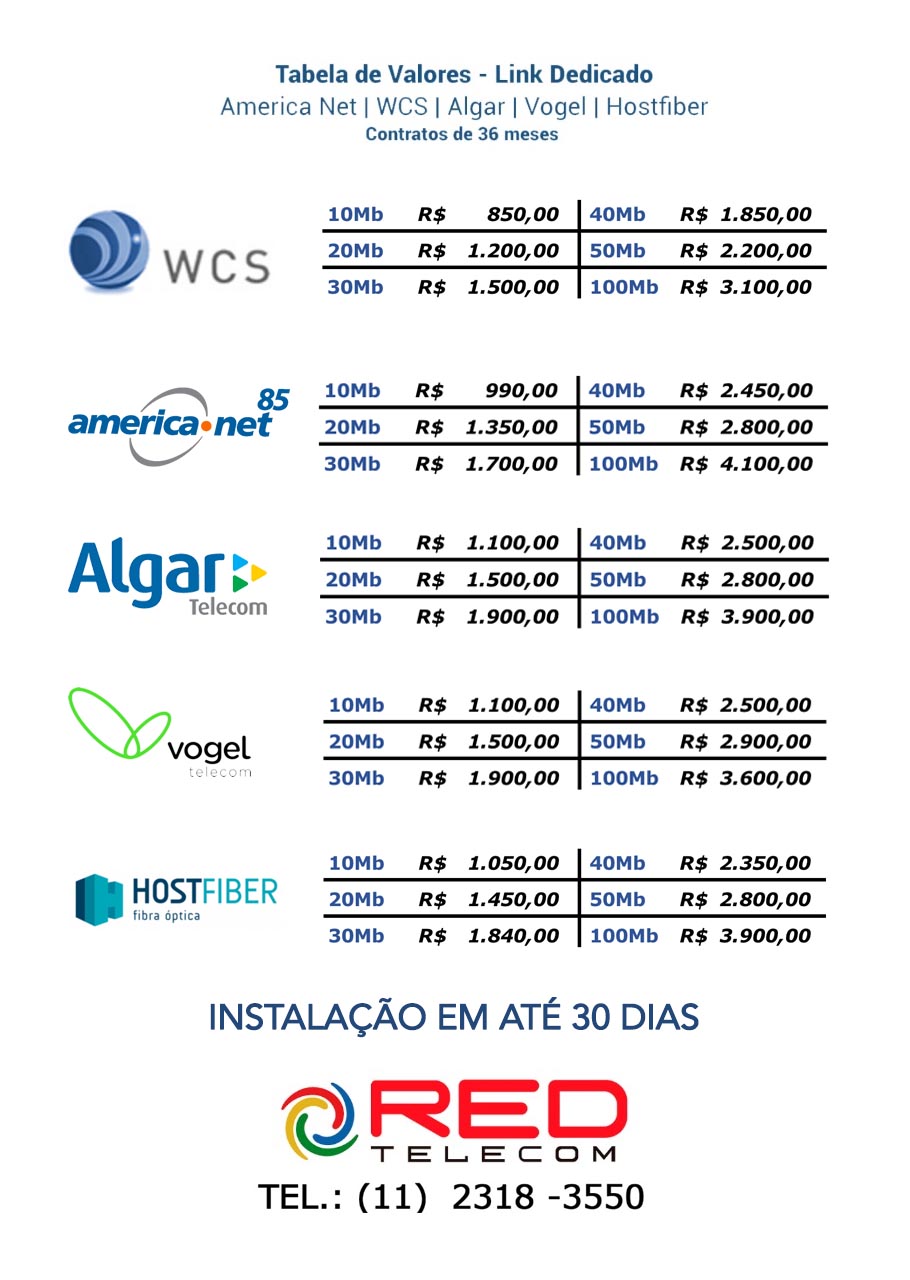 Tabela de Valores - Link Dedicado
America Net | WCS | Algar | Vogel | Hostfiber
Contratos de 36 meses
WCS
10Mb R$ 850,00 40Mb R$ 1.850,00
20Mb R$ 1.200,00 50Mb R$ 2.200,00
30Mb R$ 1.500,00 100Mb R$ 3.100,00
america.net 85
10Mb R$ 990,00 40Mb R$ 2.450,00
20Mb R$ 1.350,00 50Mb R$ 2.800,00
30Mb R$ 1.700,00 100Mb R$ 4.100,00
Algar
Telecom
10Mb R$ 1.100,00 40Mb R$ 2.500,00
20Mb R$ 1.500,00 50Mb R$ 2.800,00
30Mb R$ 1.900,00 100Mb R$ 3.900,00
vogel
telecom
10Mb R$ 1.100,00 40Mb R$ 2.500,00
20Mb R$ 1.500,00 50Mb R$ 2.900,00
30Mb R$ 1.900,00 100Mb R$ 3.600,00
HOSTFIBER
fibra óptica
10Mb R$ 1.050,00 40Mb R$ 2.350,00
20Mb R$ 1.450,00 50Mb R$ 2.800,00
30Mb R$ 1.840,00 100Mb R$ 3.900,00
INSTALAÇÃO EM ATÉ 30 DIAS
RED
TELECOM
TEL.: (11) 2318 -3550